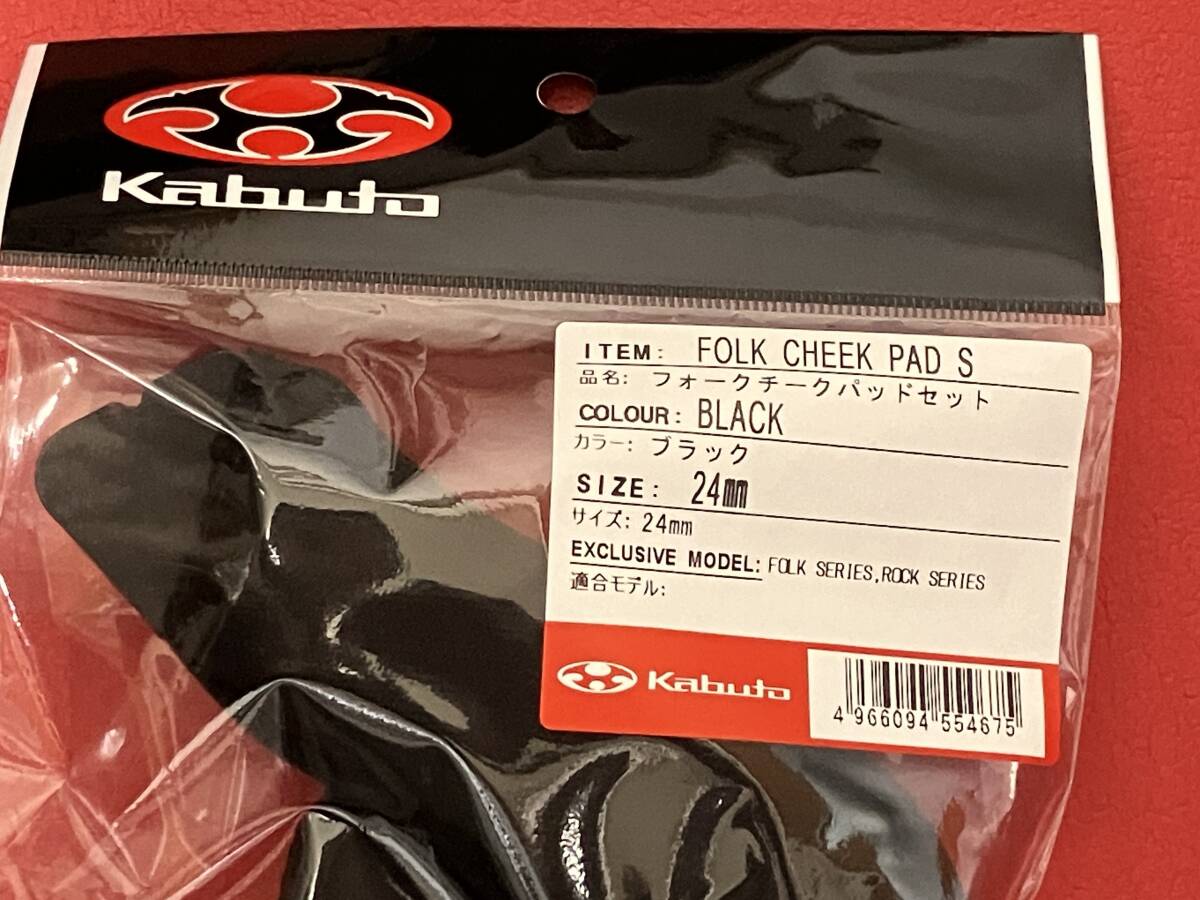 Kabuto
ITEM: FOLK CHEEK PAD S
品名: フォークチークパッドセット
COLOUR: BLACK
カラー: ブラック
SIZE: 24㎜
サイズ: 24mm
EXCLUSIVE MODEL: FOLK SERIES,ROCK SERIES
適合モデル:
Kabuto
4 966094 554675